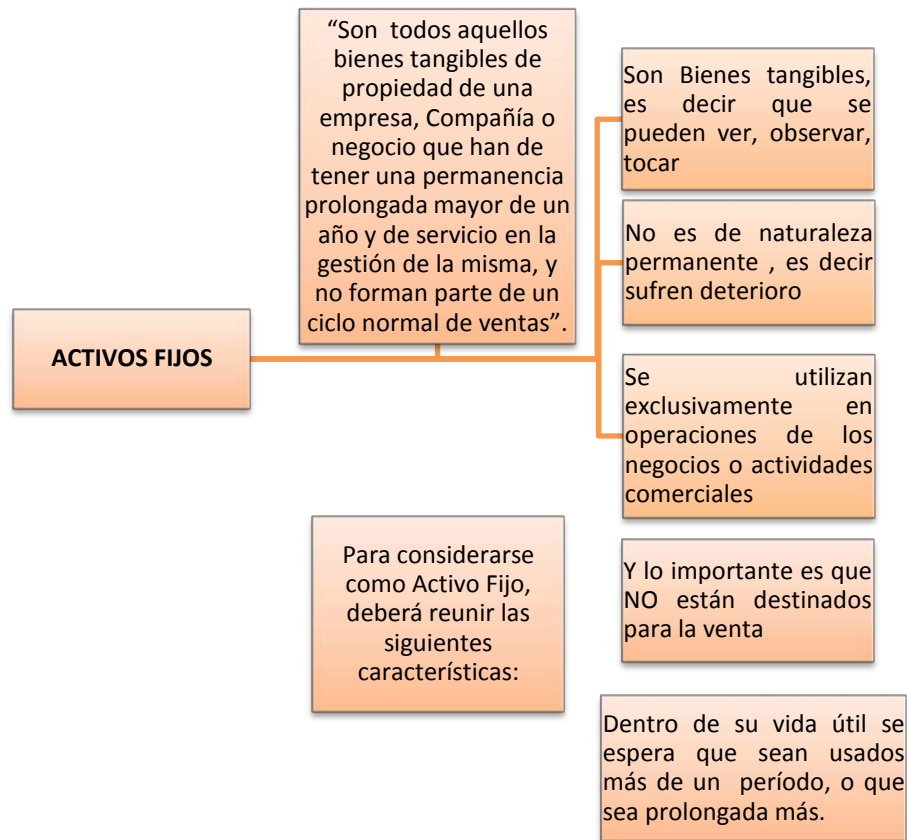 ACTIVOS FIJOS
“Son todos aquellos
bienes tangibles de
propiedad de una
empresa, Compañía o
negocio que han de
tener una permanencia
prolongada mayor de un
año y de servicio en la
gestión de la misma, y
no forman parte de un
ciclo normal de ventas”.
Para considerarse
como Activo Fijo,
deberá reunir las
siguientes
características:
Son Bienes tangibles,
es decir que se
pueden ver, observar,
tocar
No es de naturaleza
permanente , es decir
sufren deterioro
Se utilizan
exclusivamente en
operaciones de los
negocios o actividades
comerciales
Y lo importante es que
NO están destinados
para la venta
Dentro de su vida útil se
espera que sean usados
más de un período, o que
sea prolongada más.